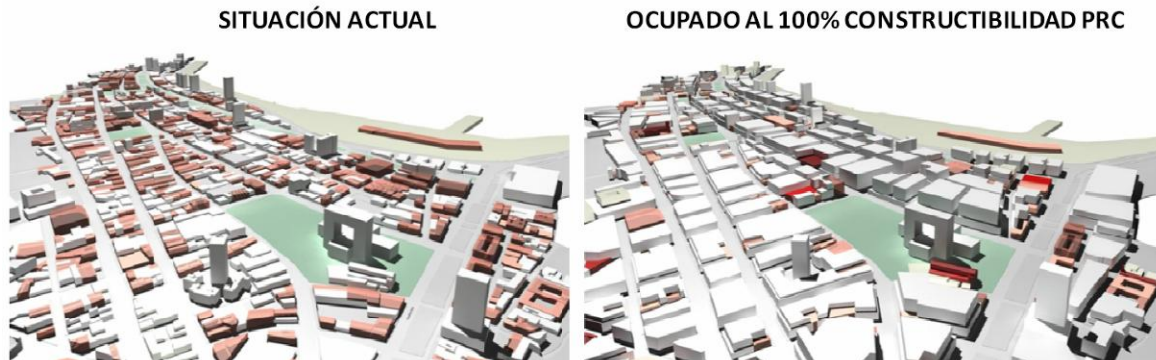 SITUACIÓN ACTUAL
OCUPADO AL 100% CONSTRUCTIBILIDAD PRC